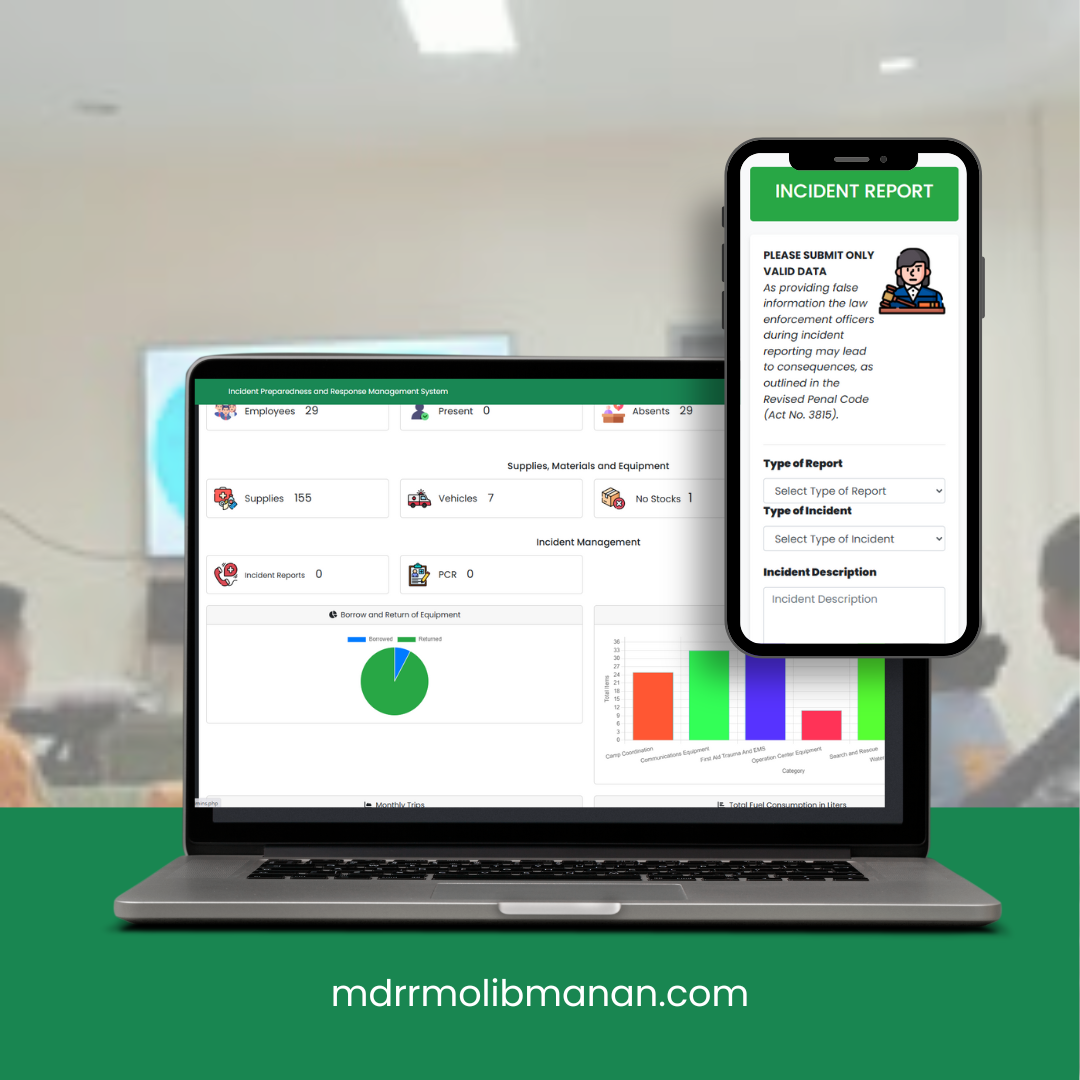 INCIDENT REPORT
PLEASE SUBMIT ONLY
VALID DATA
As providing false
information the law
enforcement officers
during incident
reporting may lead
to consequences, as
outlined in the
Revised Penal Code
(Act No. 3815).
Type of Report
Select Type of Report
Type of Incident
Select Type of Incident
Incident Description
Incident Description
Incident Preparedness and Response Management System
Employees 29
Present 0
Absents 29
Supplies, Materials and Equipment
Supplies 155
Vehicles 7
No Stocks 1
Incident Management
Incident Reports 0
PCR 0
Borrow and Return of Equipment
Borrowed Returned
36
33
30
27
24
21
18
15
12
9
6
3
0
Total Items
Camp Coordination
Communications Equipment
First Aid Trauma And EMS
Operation Center Equipment
Search and Rescue
Water
Category
Monthly Trips
Total Fuel Consumption in Liters
mdrrmolibmanan.com